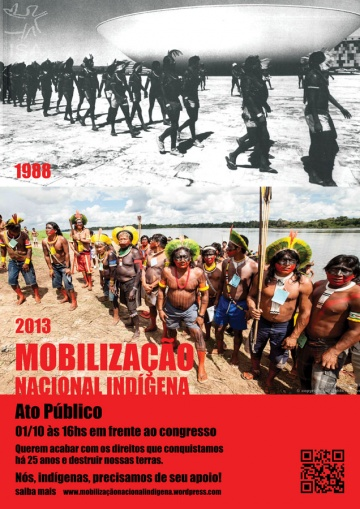 1988
2013
MOBILIZAÇÃO
NACIONAL INDÍGENA
Ato Público
01/10 às 16hs em frente ao congresso
Querem acabar com os direitos que conquistamos
há 25 anos e destruir nossas terras.
Nós, indígenas, precisamos de seu apoio!
saiba mais www.mobilizaçãonacionalindigena.wordpress.com